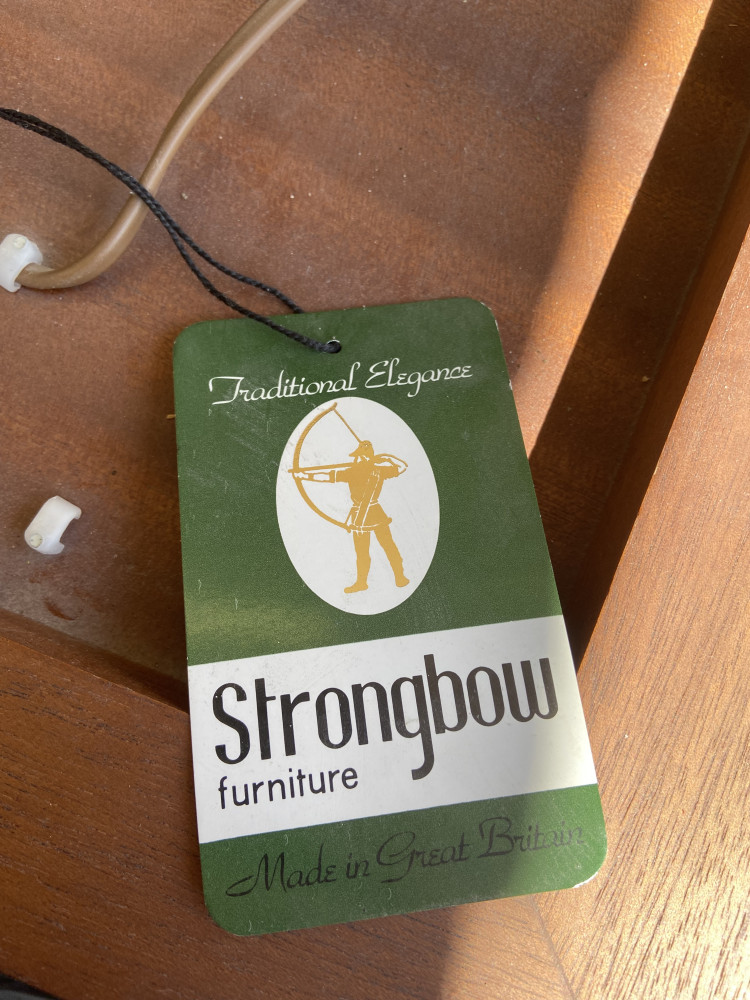 Traditional Elegance
Strongbow
furniture
Made in Great Britain